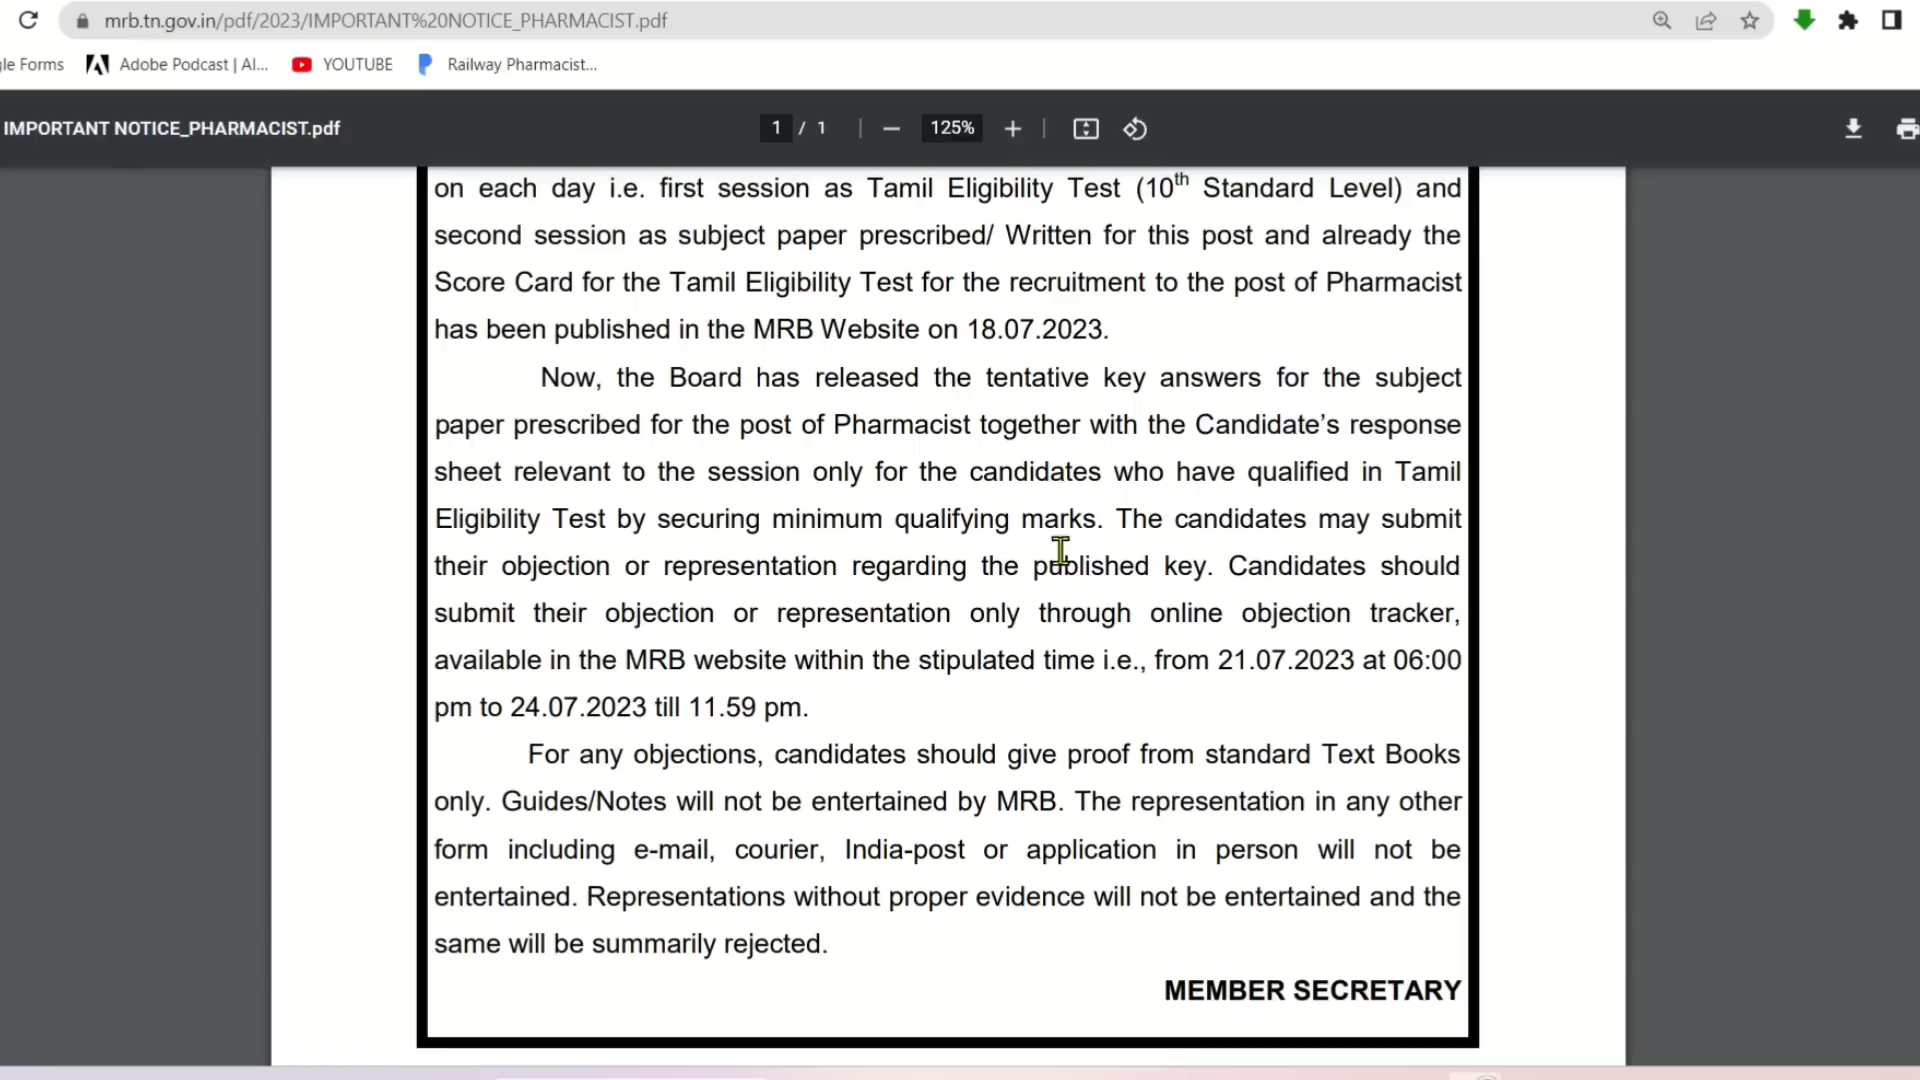 mrb.tn.gov.in/pdf/2023/IMPORTANT%20NOTICE_PHARMACIST.pdf
le Forms Adobe Podcast | AI... YOUTUBE Railway Pharmacist...
IMPORTANT NOTICE_PHARMACIST.pdf 1 / 1 125%
on each day i.e. first session as Tamil Eligibility Test (10th Standard Level) and
second session as subject paper prescribed/ Written for this post and already the
Score Card for the Tamil Eligibility Test for the recruitment to the post of Pharmacist
has been published in the MRB Website on 18.07.2023.
Now, the Board has released the tentative key answers for the subject
paper prescribed for the post of Pharmacist together with the Candidate’s response
sheet relevant to the session only for the candidates who have qualified in Tamil
Eligibility Test by securing minimum qualifying marks. The candidates may submit
their objection or representation regarding the published key. Candidates should
submit their objection or representation only through online objection tracker,
available in the MRB website within the stipulated time i.e., from 21.07.2023 at 06:00
pm to 24.07.2023 till 11.59 pm.
For any objections, candidates should give proof from standard Text Books
only. Guides/Notes will not be entertained by MRB. The representation in any other
form including e-mail, courier, India-post or application in person will not be
entertained. Representations without proper evidence will not be entertained and the
same will be summarily rejected.
MEMBER SECRETARY